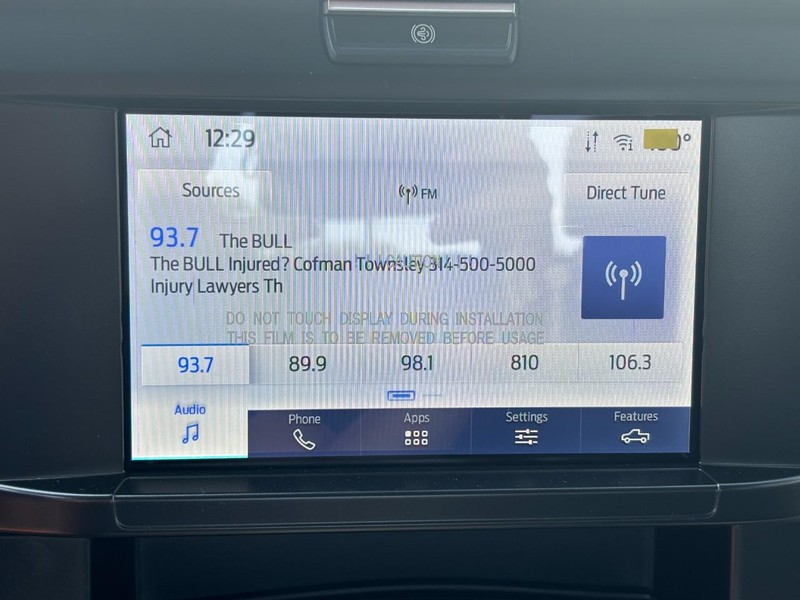 12:29
Sources
FM
Direct Tune
93.7 The BULL
The BULL Injured? Cofman Townsley 314-500-5000
Injury Lawyers Th
CAUTION
DO NOT TOUCH DISPLAY DURING INSTALLATION
THIS FILM IS TO BE REMOVED BEFORE USAGE
93.7 89.9 98.1 810 106.3
Audio Phone Apps Settings Features